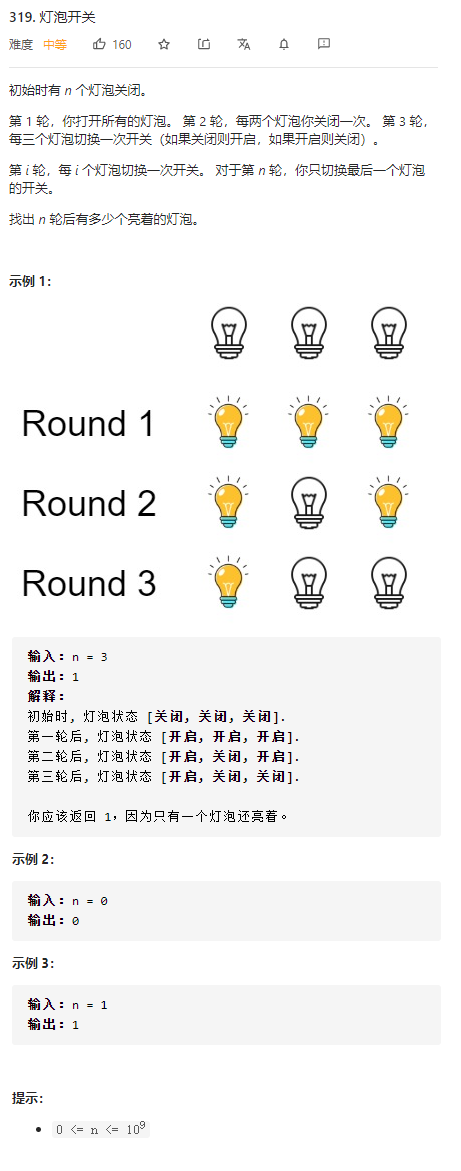 319. 灯泡开关
难度 中等 160
初始时有 n 个灯泡关闭。
第 1 轮，你打开所有的灯泡。 第 2 轮，每两个灯泡你关闭一次。 第 3 轮，
每三个灯泡切换一次开关（如果关闭则开启，如果开启则关闭）。
第 i 轮，每 i 个灯泡切换一次开关。 对于第 n 轮，你只切换最后一个灯泡
的开关。
找出 n 轮后有多少个亮着的灯泡。
示例 1：
Round 1
Round 2
Round 3
输入：n = 3
输出：1
解释：
初始时, 灯泡状态 [关闭, 关闭, 关闭].
第一轮后, 灯泡状态 [开启, 开启, 开启].
第二轮后, 灯泡状态 [开启, 关闭, 开启].
第三轮后, 灯泡状态 [开启, 关闭, 关闭].
你应该返回 1，因为只有一个灯泡还亮着。
示例 2：
输入：n = 0
输出：0
示例 3：
输入：n = 1
输出：1
提示：
• 0 <= n <= 10⁹